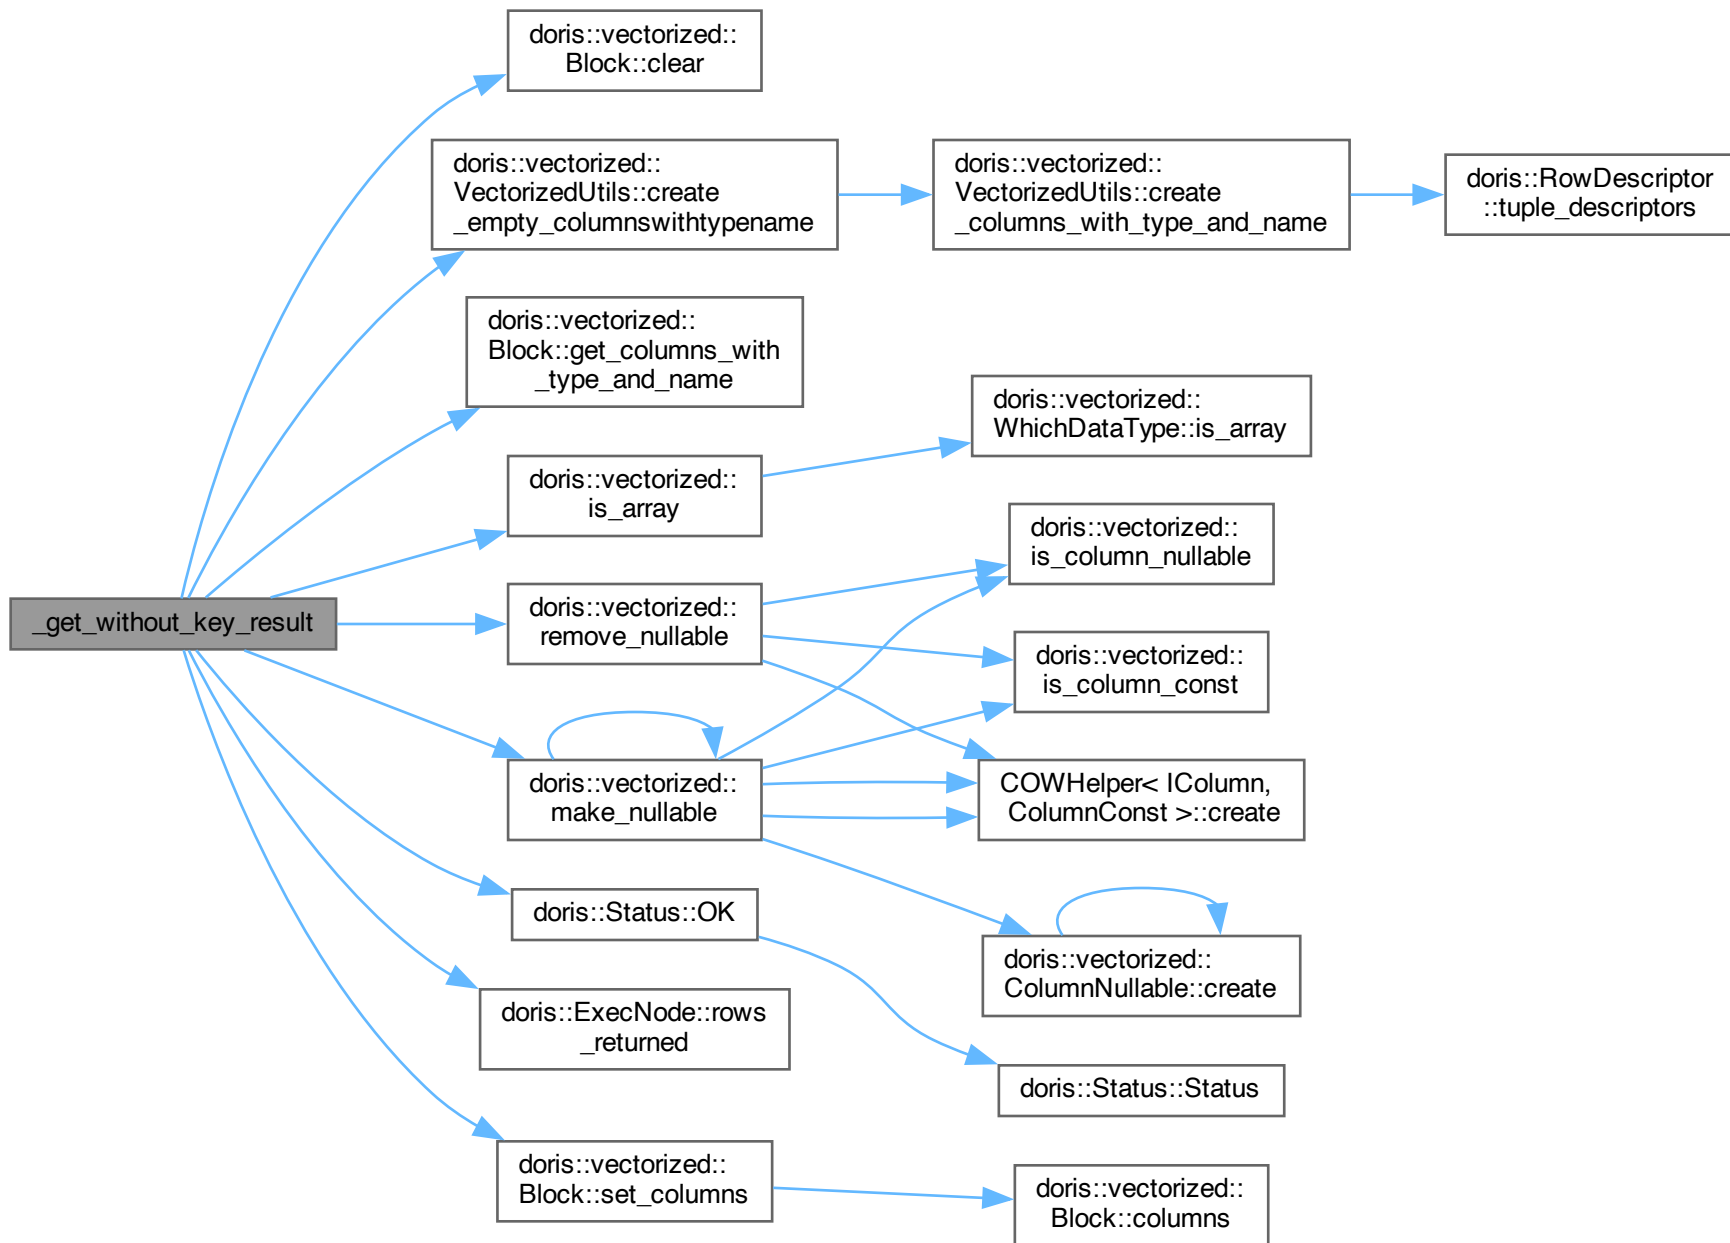 doris::vectorized::
Block::clear
doris::vectorized::
VectorizedUtils::create
_empty_columnswithtypename
doris::vectorized::
VectorizedUtils::create
_columns_with_type_and_name
doris::RowDescriptor
::tuple_descriptors
doris::vectorized::
Block::get_columns_with
_type_and_name
doris::vectorized::
WhichDataType::is_array
doris::vectorized::
is_array
doris::vectorized::
is_column_nullable
_get_without_key_result
doris::vectorized::
remove_nullable
doris::vectorized::
is_column_const
doris::vectorized::
make_nullable
COWHelper< IColumn,
ColumnConst >::create
doris::Status::OK
doris::vectorized::
ColumnNullable::create
doris::ExecNode::rows
_returned
doris::Status::Status
doris::vectorized::
Block::set_columns
doris::vectorized::
Block::columns